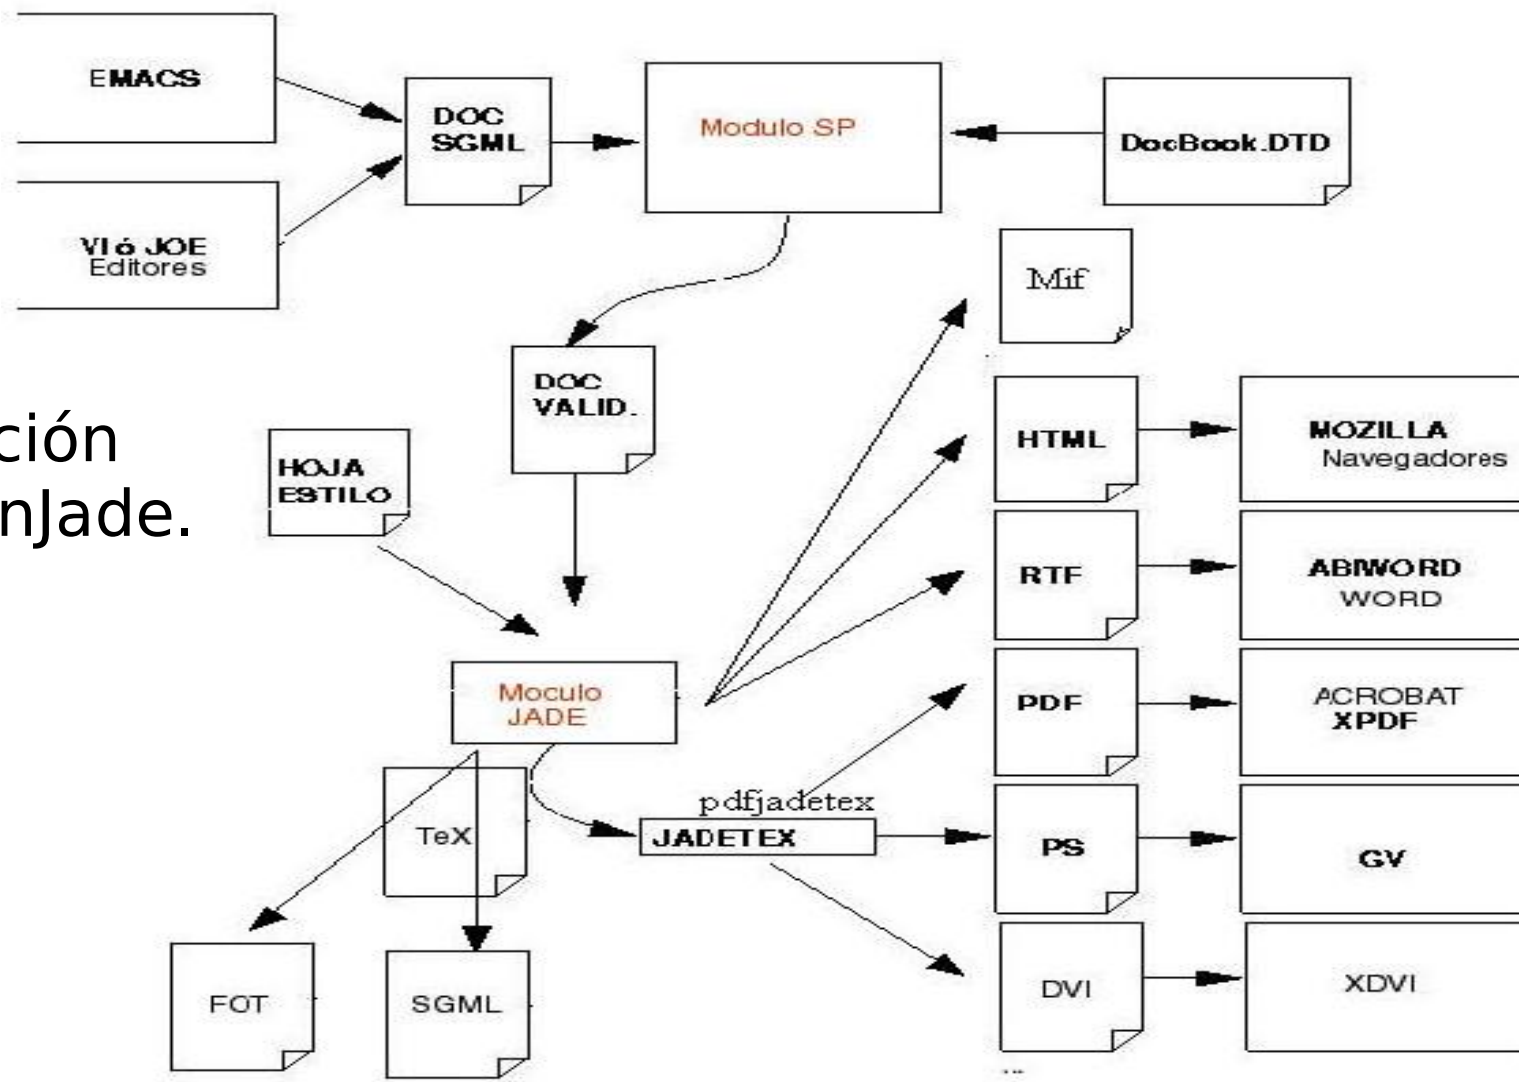 EMACS
DOC
SGML
Modulo SP
DocBook.DTD
VI ó JOE
Editores
Mif
DOC
VALID.
ción
nJade.
HOJA
ESTILO
HTML
MOZILLA
Navegadores
RTF
ABIWORD
WORD
Moculo
JADE
PDF
ACROBAT
XPDF
TeX
pdfjadetex
JADETEX
PS
GV
FOT
SGML
DVI
XDVI